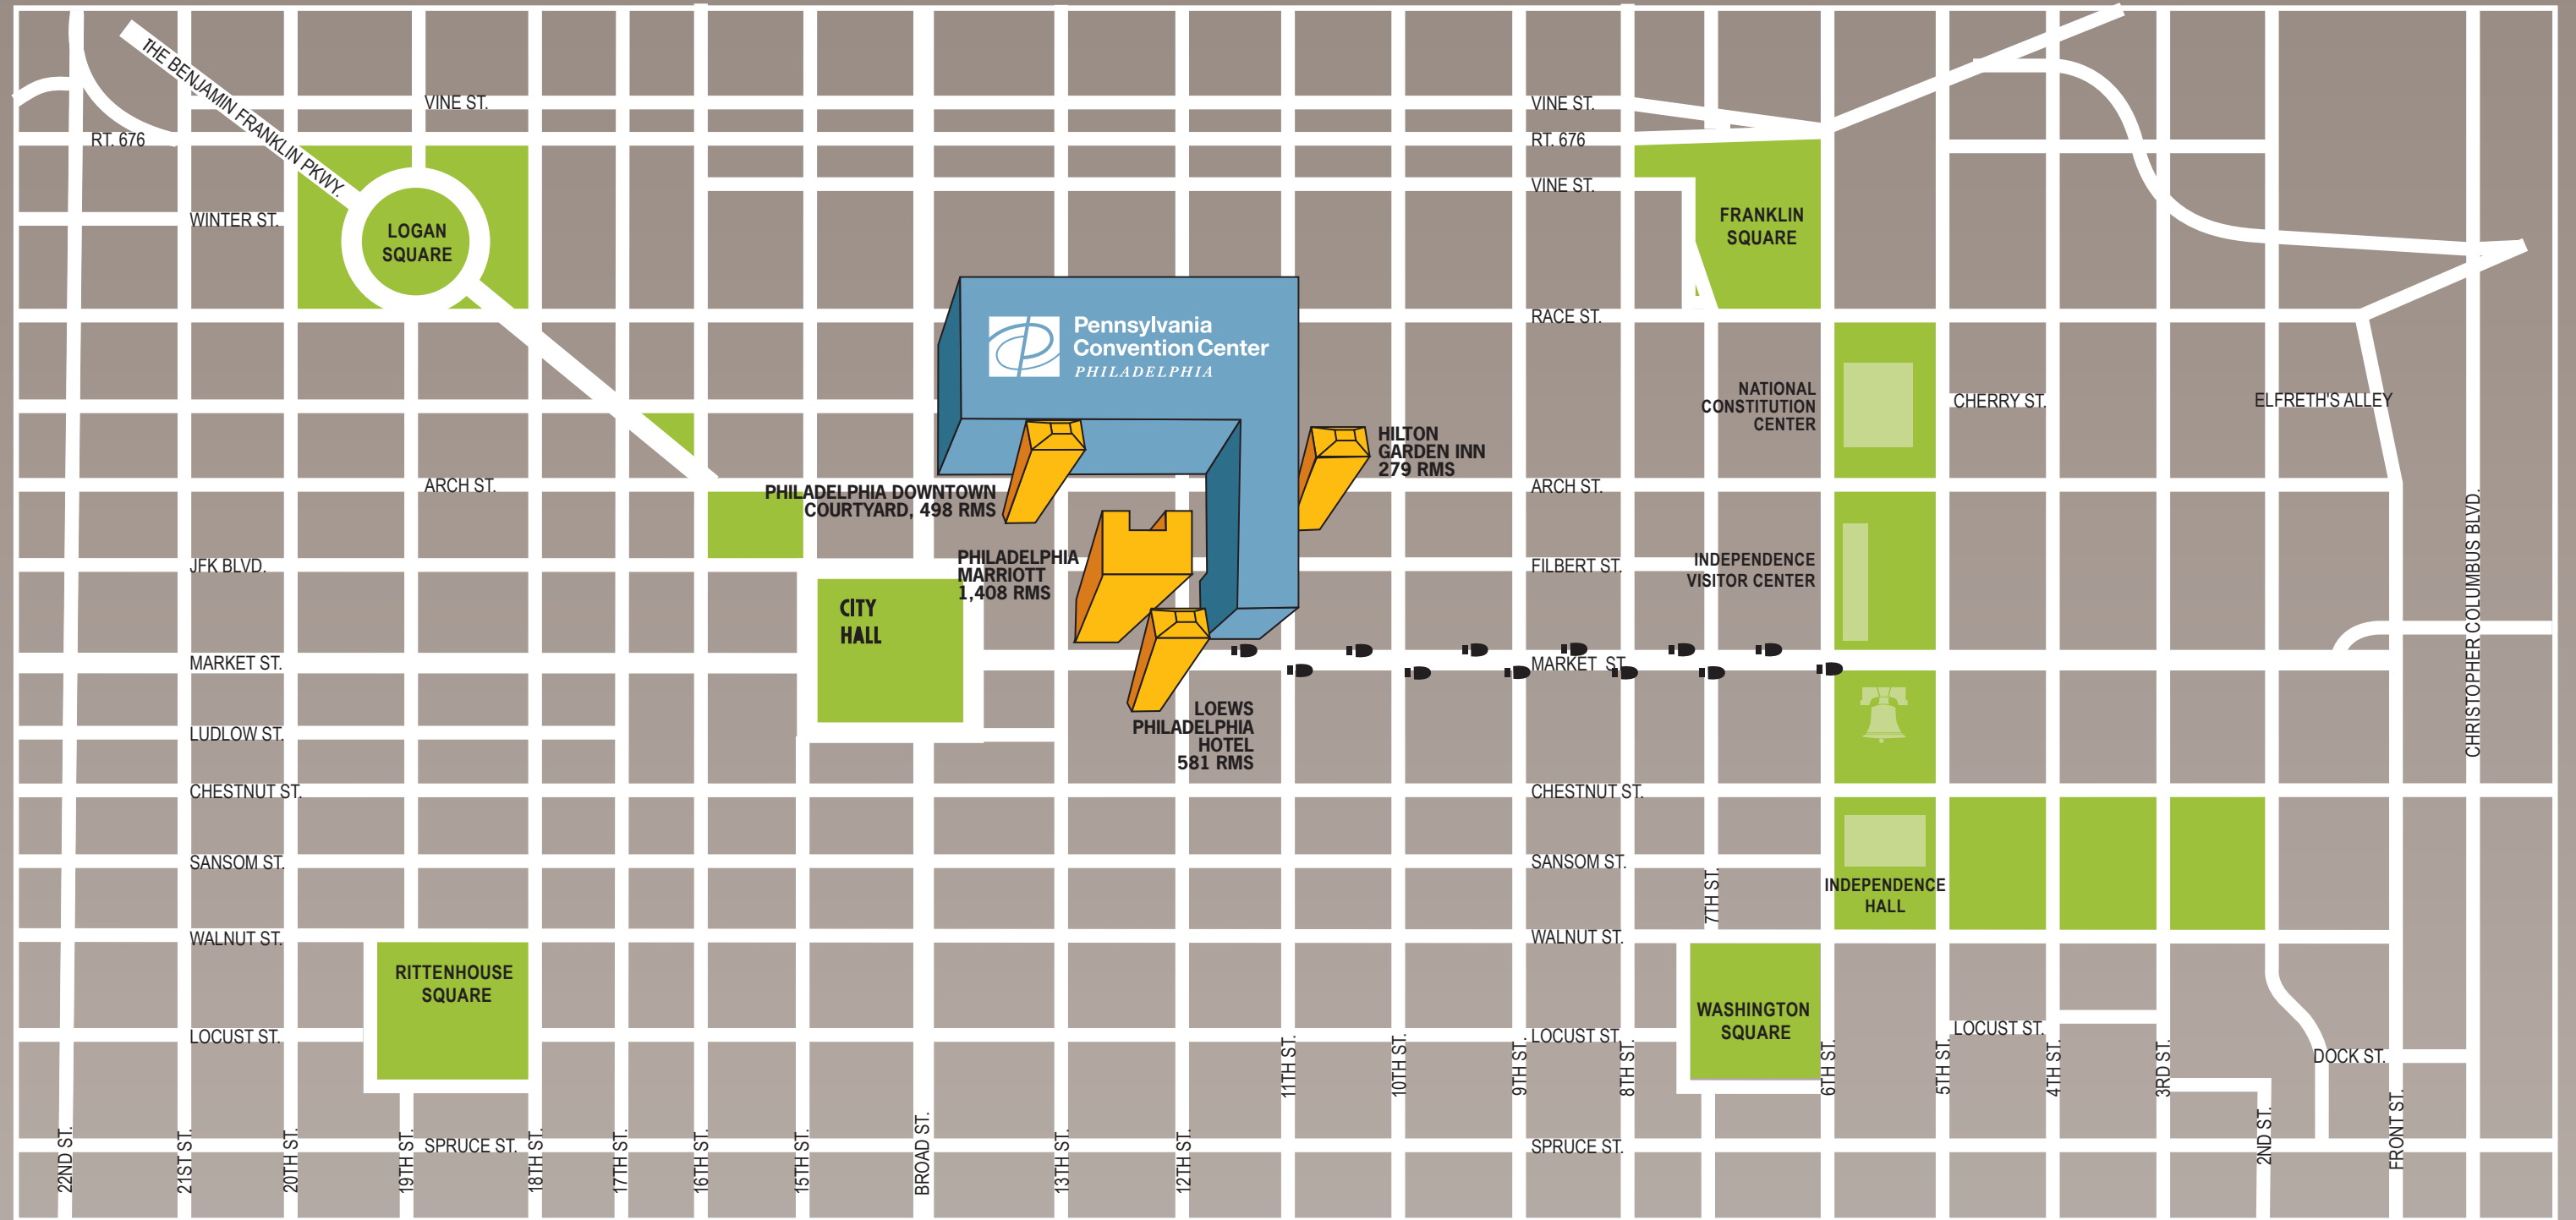 THE BENJAMIN FRANKLIN PKWY.
VINE ST.
VINE ST.
RT. 676
RT. 676
VINE ST.
WINTER ST.
LOGAN
SQUARE
FRANKLIN
SQUARE
RACE ST.
Pennsylvania
Convention Center
PHILADELPHIA
NATIONAL
CONSTITUTION
CENTER
CHERRY ST.
ELFRETH'S ALLEY
HILTON
GARDEN INN
279 RMS
ARCH ST.
PHILADELPHIA DOWNTOWN
COURTYARD, 498 RMS
ARCH ST.
JFK BLVD.
PHILADELPHIA
MARRIOTT
1,408 RMS
FILBERT ST.
INDEPENDENCE
VISITOR CENTER
CHRISTOPHER COLUMBUS BLVD.
CITY
HALL
MARKET ST.
MARKET ST.
LOEWS
PHILADELPHIA
HOTEL
581 RMS
LUDLOW ST.
CHESTNUT ST.
CHESTNUT ST.
SANSOM ST.
SANSOM ST.
7TH ST.
INDEPENDENCE
HALL
WALNUT ST.
WALNUT ST.
RITTENHOUSE
SQUARE
WASHINGTON
SQUARE
LOCUST ST.
LOCUST ST.
LOCUST ST.
DOCK ST.
11TH ST.
10TH ST.
9TH ST.
8TH ST.
6TH ST.
5TH ST.
4TH ST.
3RD ST.
2ND ST.
FRONT ST.
SPRUCE ST.
SPRUCE ST.
22ND ST.
21ST ST.
20TH ST.
19TH ST.
18TH ST.
17TH ST.
16TH ST.
15TH ST.
BROAD ST.
13TH ST.
12TH ST.